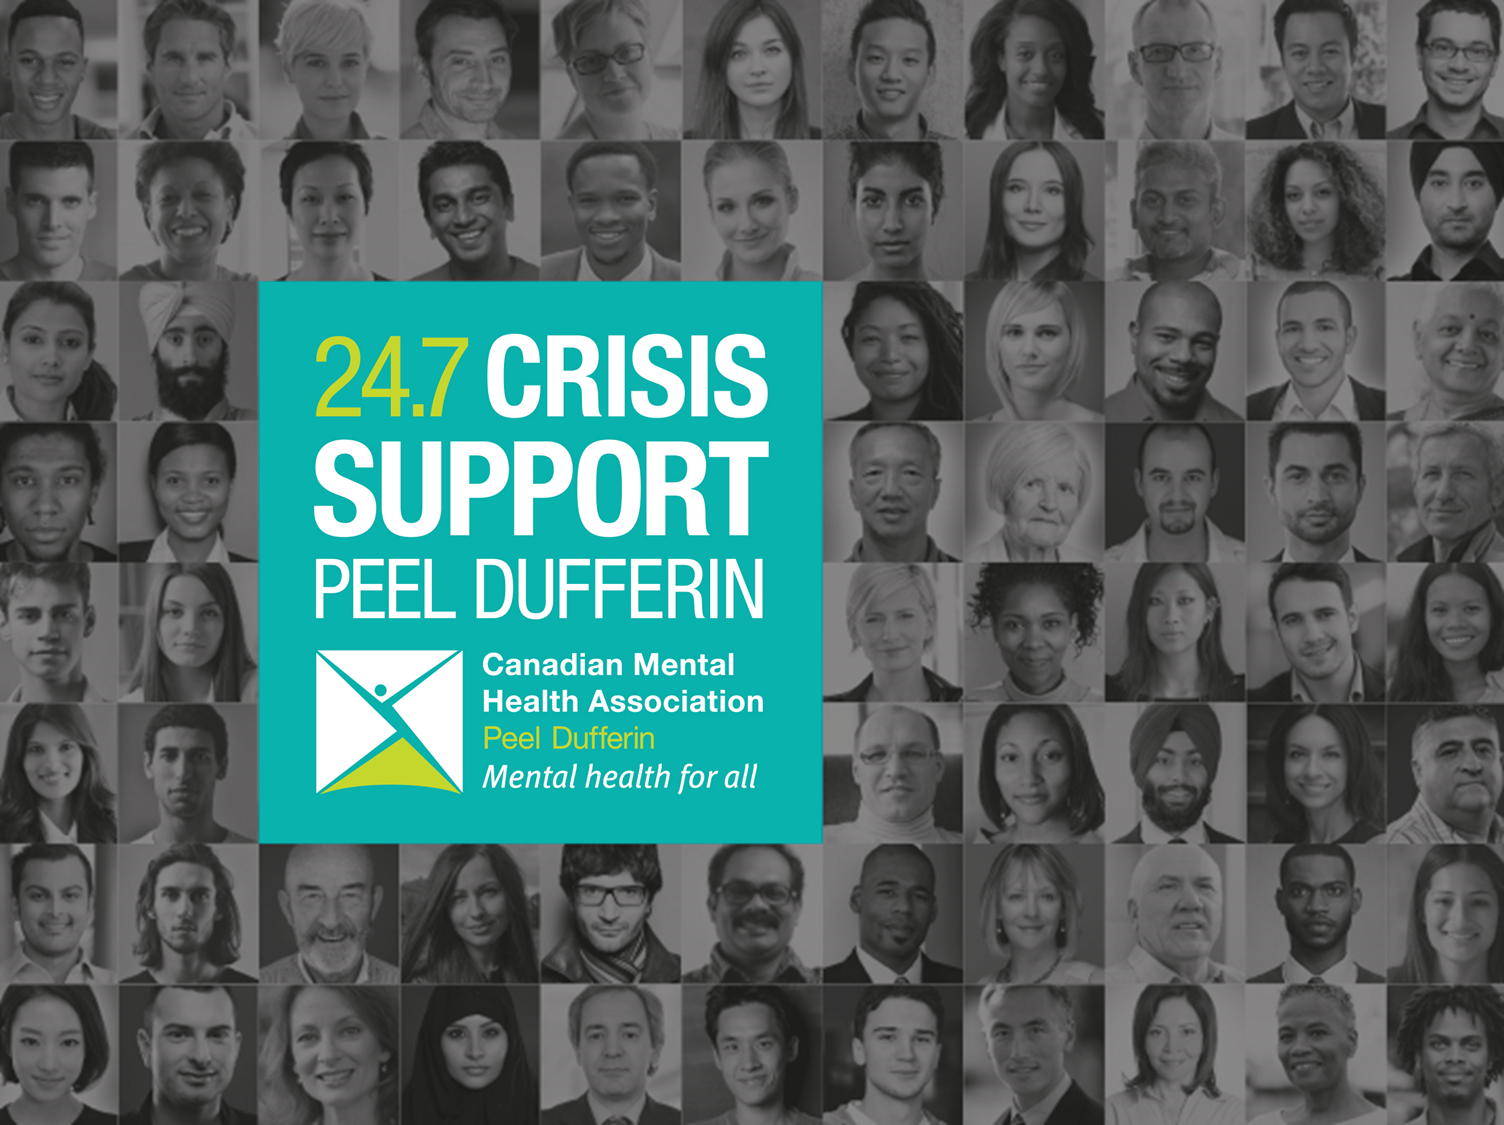 24.7 CRISIS
SUPPORT
PEEL DUFFERIN
Canadian Mental
Health Association
Peel Dufferin
Mental health for all